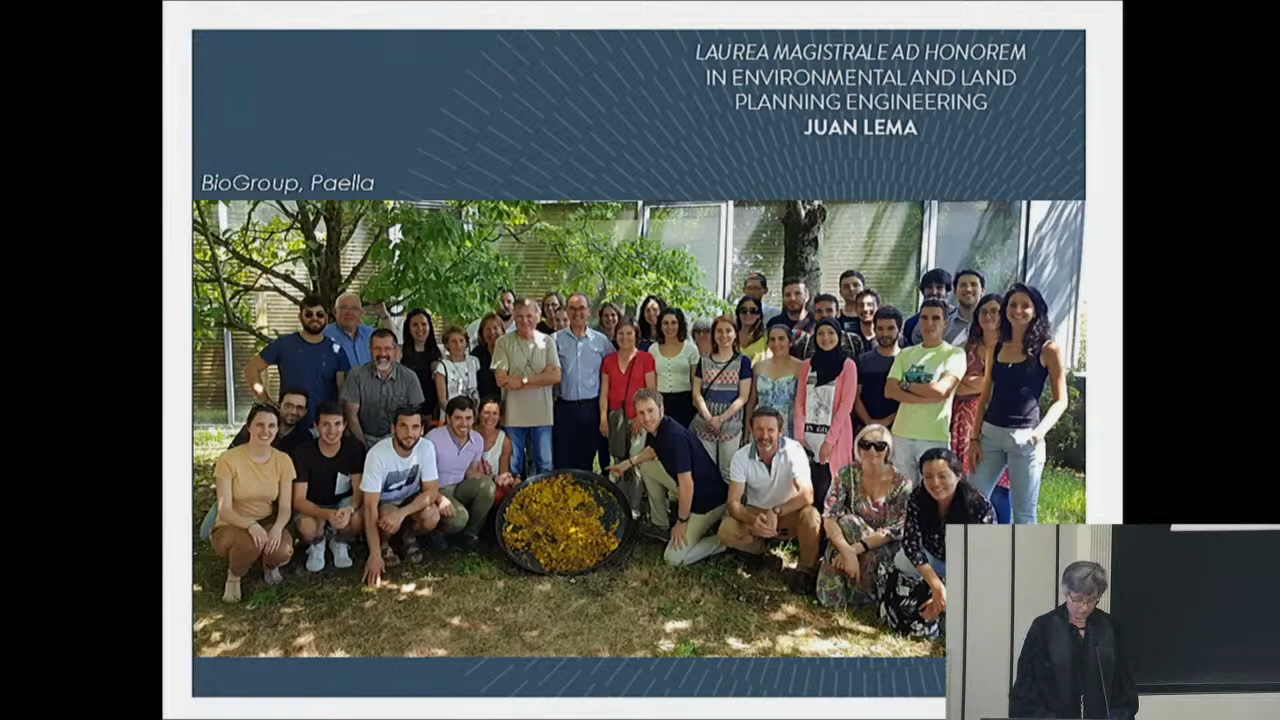 LAUREA MAGISTRALE AD HONOREM
IN ENVIRONMENTAL AND LAND
PLANNING ENGINEERING
JUAN LEMA
BioGroup, Paella